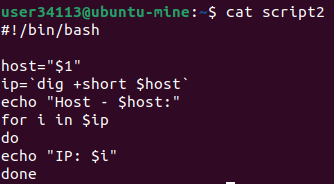 user34113@ubuntu-mine:~$ cat script2
#!/bin/bash

host="$1"
ip=`dig +short $host`
echo "Host - $host:"
for i in $ip
do
echo "IP: $i"
done